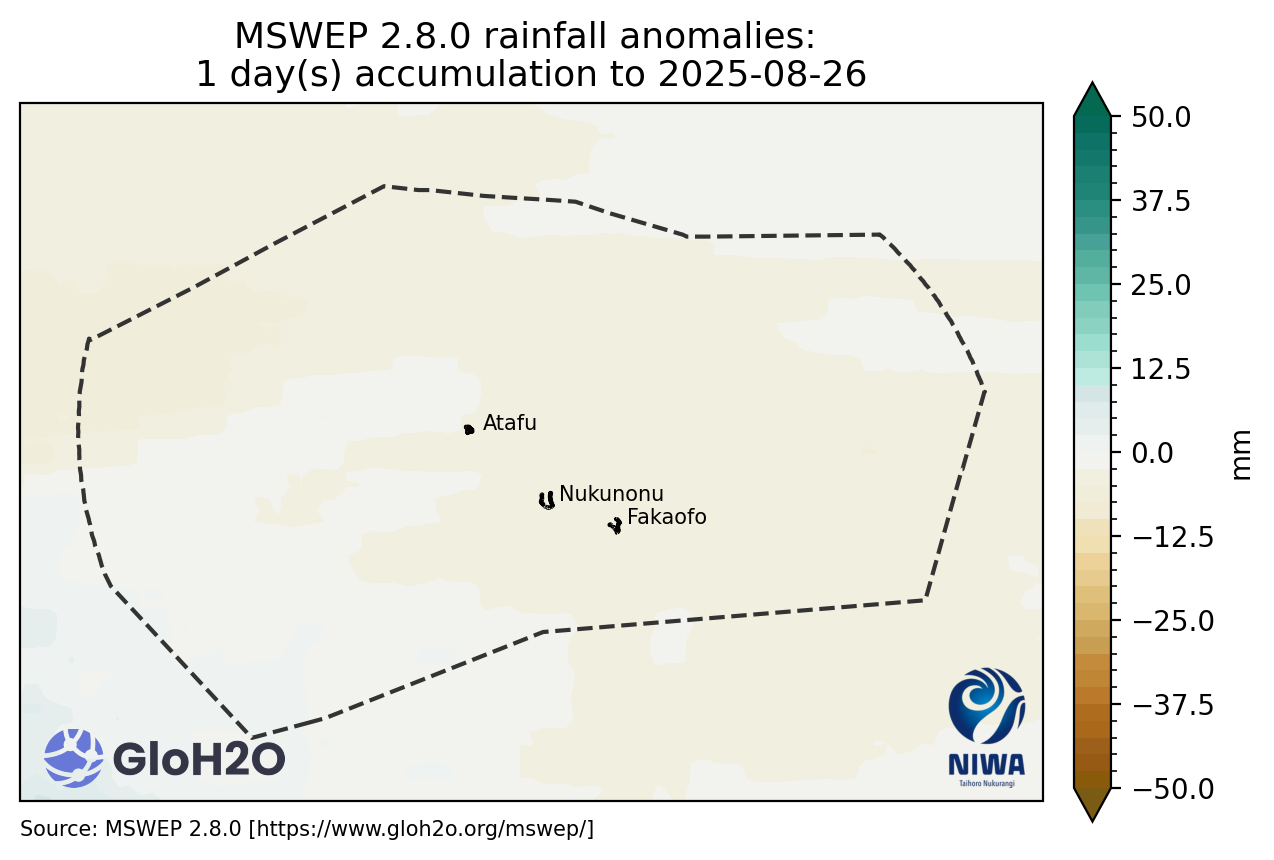 MSWEP 2.8.0 rainfall anomalies:
1 day(s) accumulation to 2025-08-26
50.0
37.5
25.0
12.5
0.0
−12.5
−25.0
−37.5
−50.0
mm
Atafu
Nukunonu
Fakaofo
GloH2O
NIWA
Taihoro Nukurangi
Source: MSWEP 2.8.0 [https://www.gloh2o.org/mswep/]